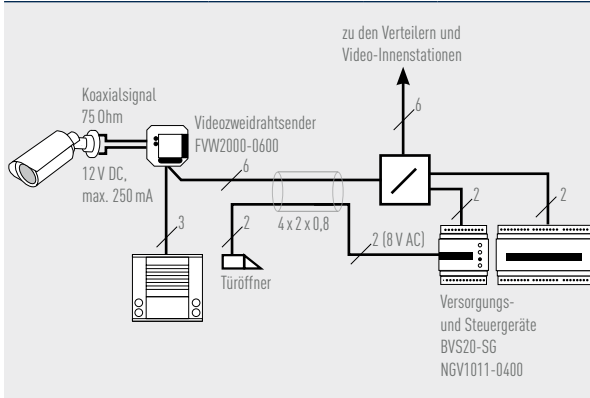 zu den Verteilern und
Video-Innenstationen
6
Koaxialsignal
75 Ohm
Videozweidrahtsender
FVW2000-0600
12 V DC,
max. 250 mA
6
2
2
3
2
4 x 2 x 0,8
2 (8 V AC)
Türöffner
Versorgungs-
und Steuergeräte
BVS20-SG
NGV1011-0400